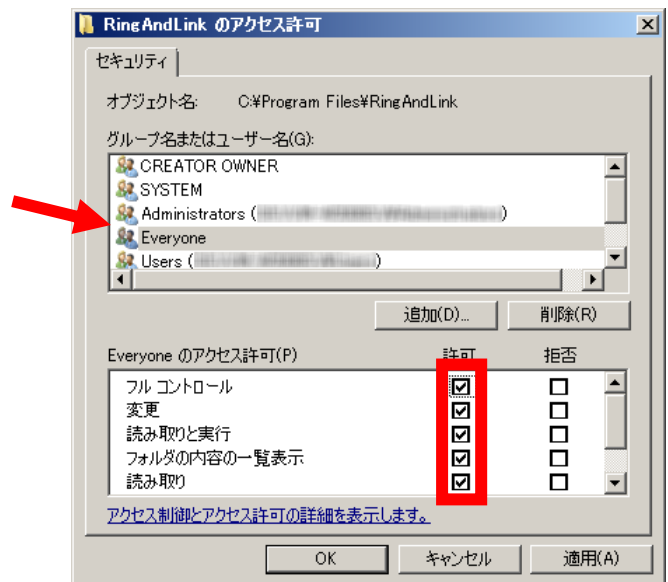 RingAndLink のアクセス許可
セキュリティ
オブジェクト名: C:¥Program Files¥RingAndLink
グループ名またはユーザー名(G):
CREATOR OWNER
SYSTEM
Administrators ( )
Everyone
Users ( )
追加(D)... 削除(R)
Everyone のアクセス許可(P) 許可 拒否
フル コントロール
変更
読み取りと実行
フォルダの内容の一覧表示
読み取り
アクセス制御とアクセス許可の詳細を表示します。
OK キャンセル 適用(A)